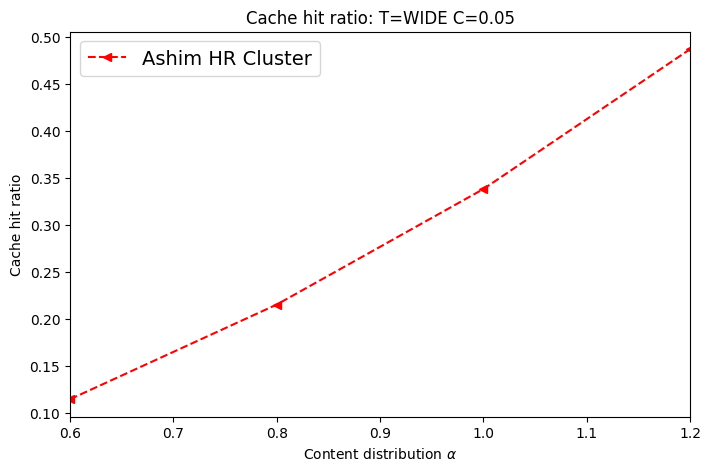 Cache hit ratio: T=WIDE C=0.05
Ashim HR Cluster
Cache hit ratio
0.50
0.45
0.40
0.35
0.30
0.25
0.20
0.15
0.10
0.6 0.7 0.8 0.9 1.0 1.1 1.2
Content distribution α